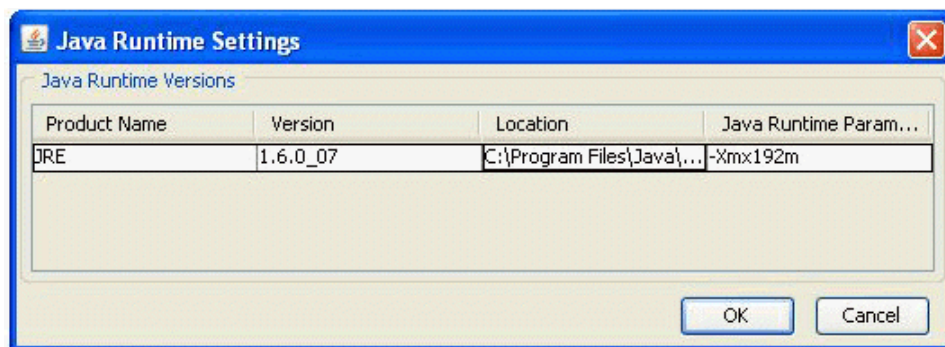 Java Runtime Settings
Java Runtime Versions
Product Name Version Location Java Runtime Param...
JRE 1.6.0_07 C:\Program Files\Java\... -Xmx192m
OK Cancel